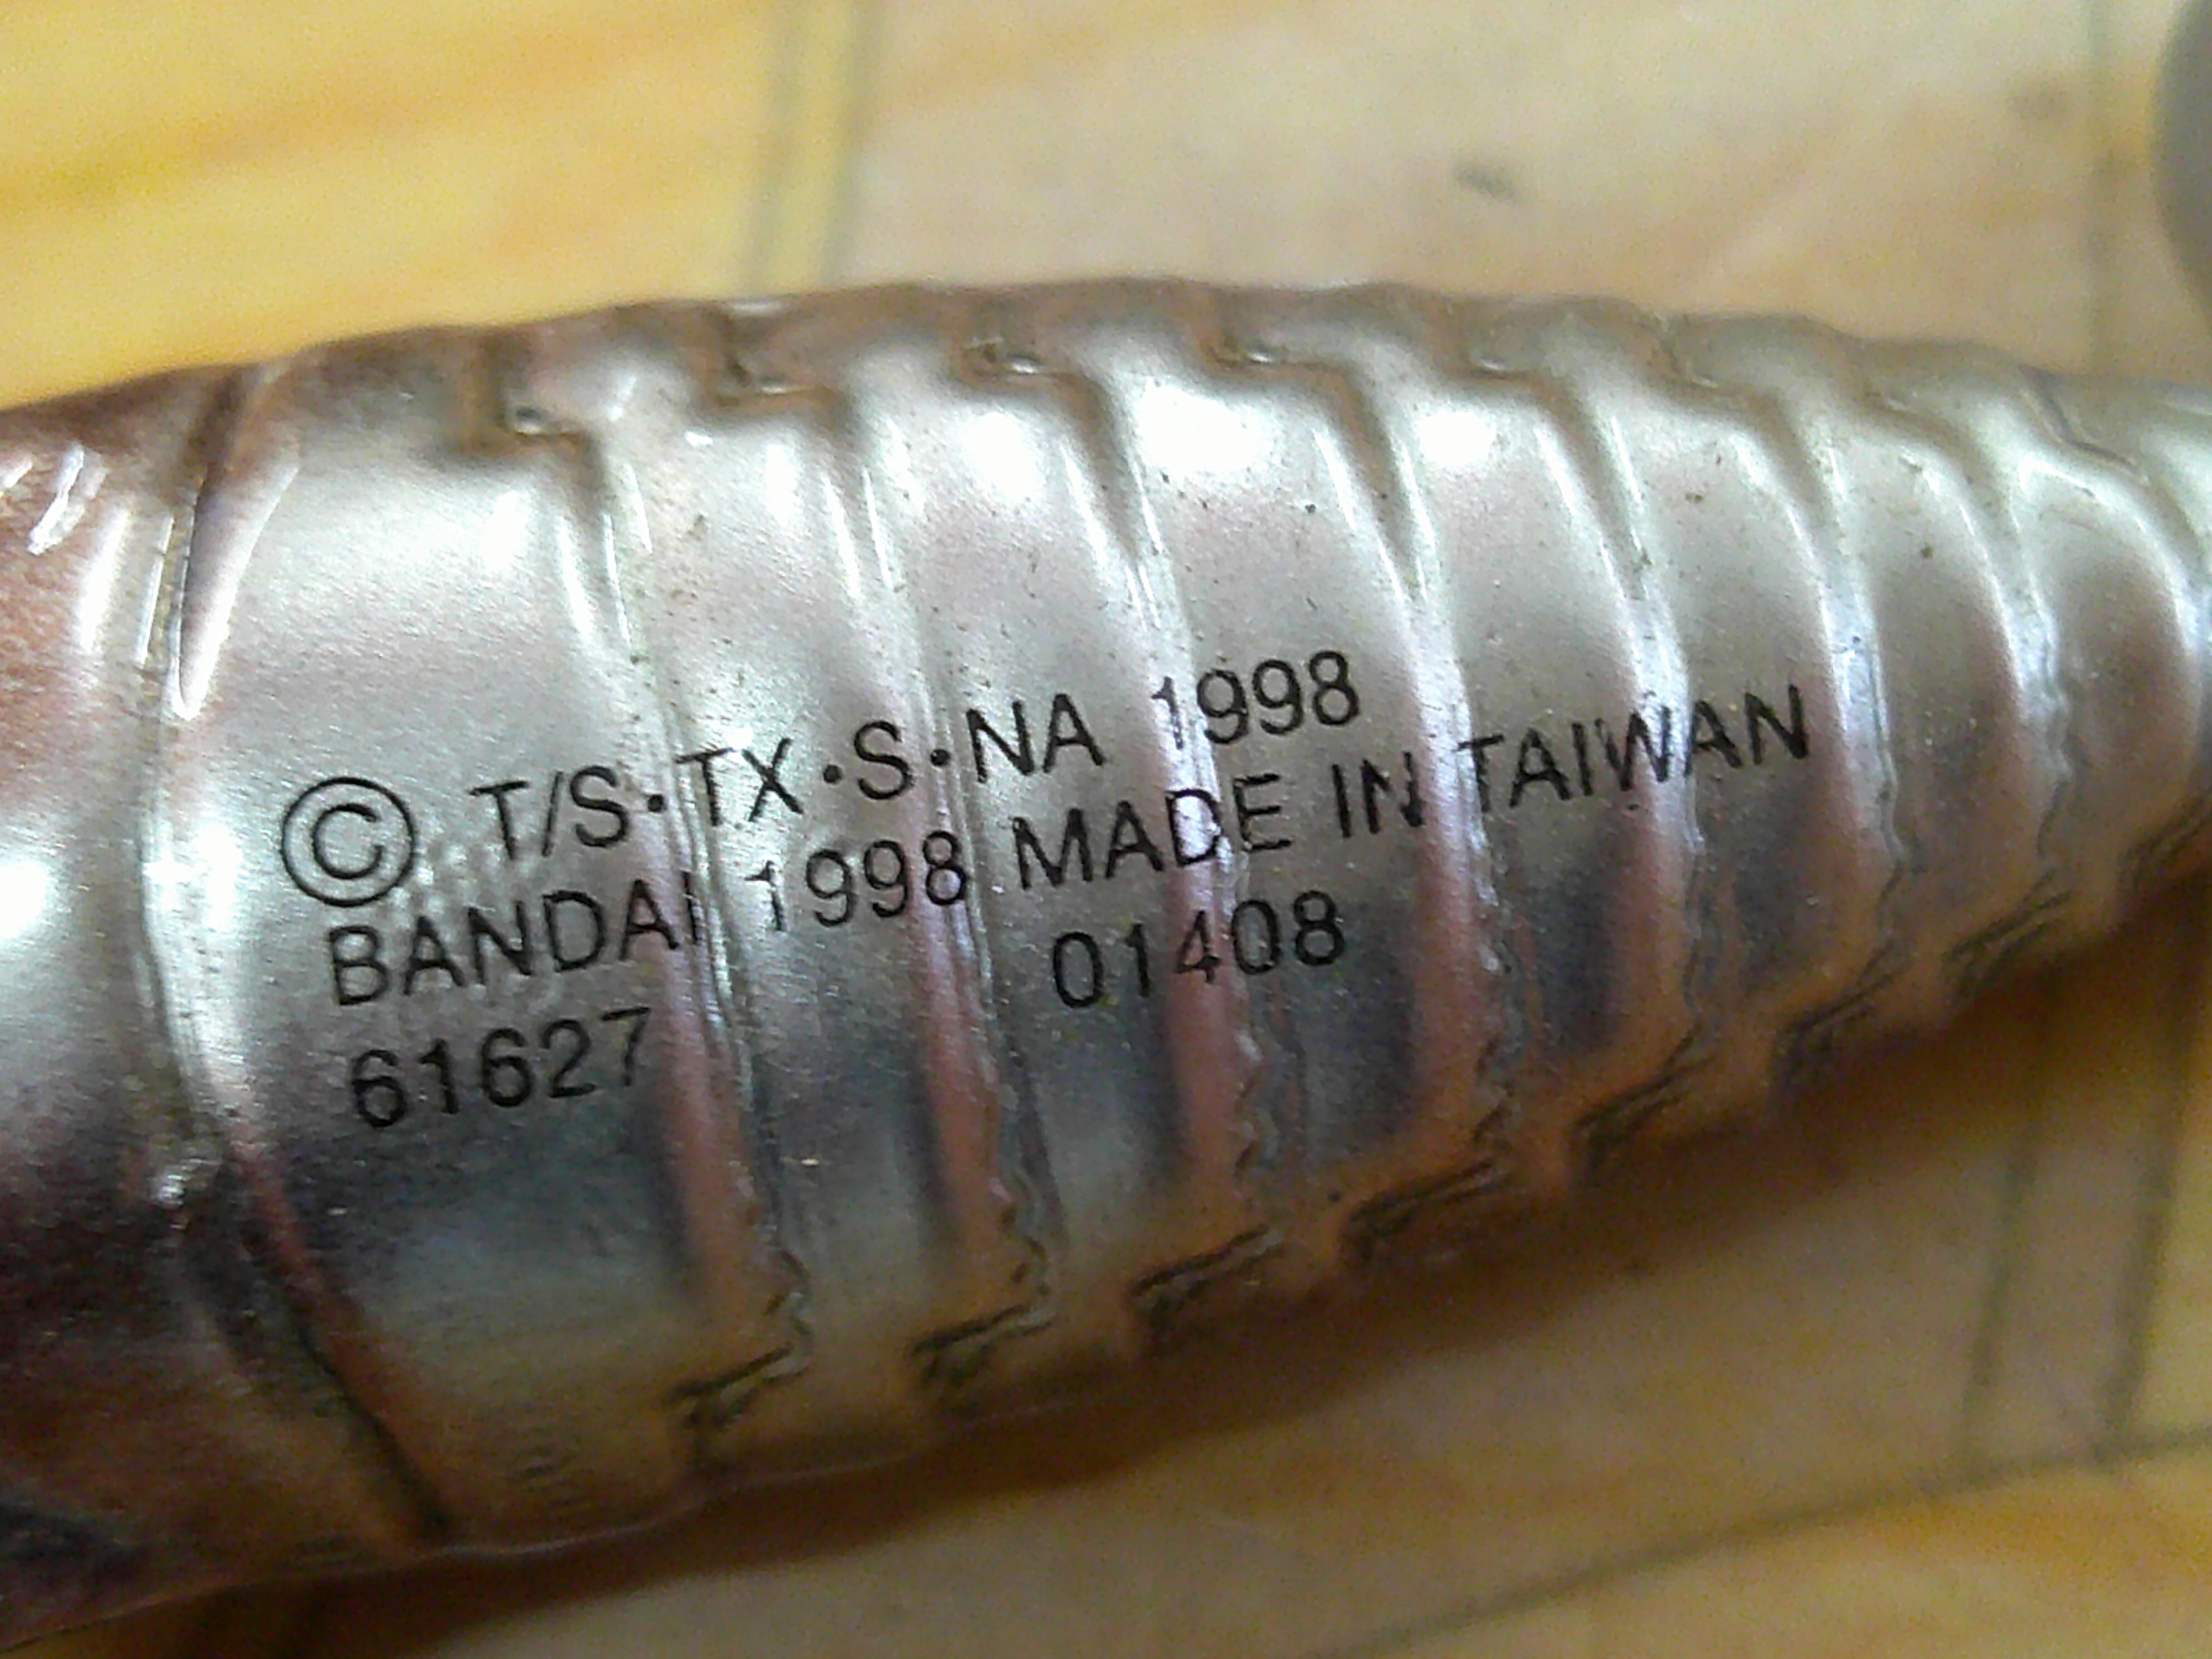 © T/S·TX·S·NA 1998
BANDAI 1998 MADE IN TAIWAN
61627 01408